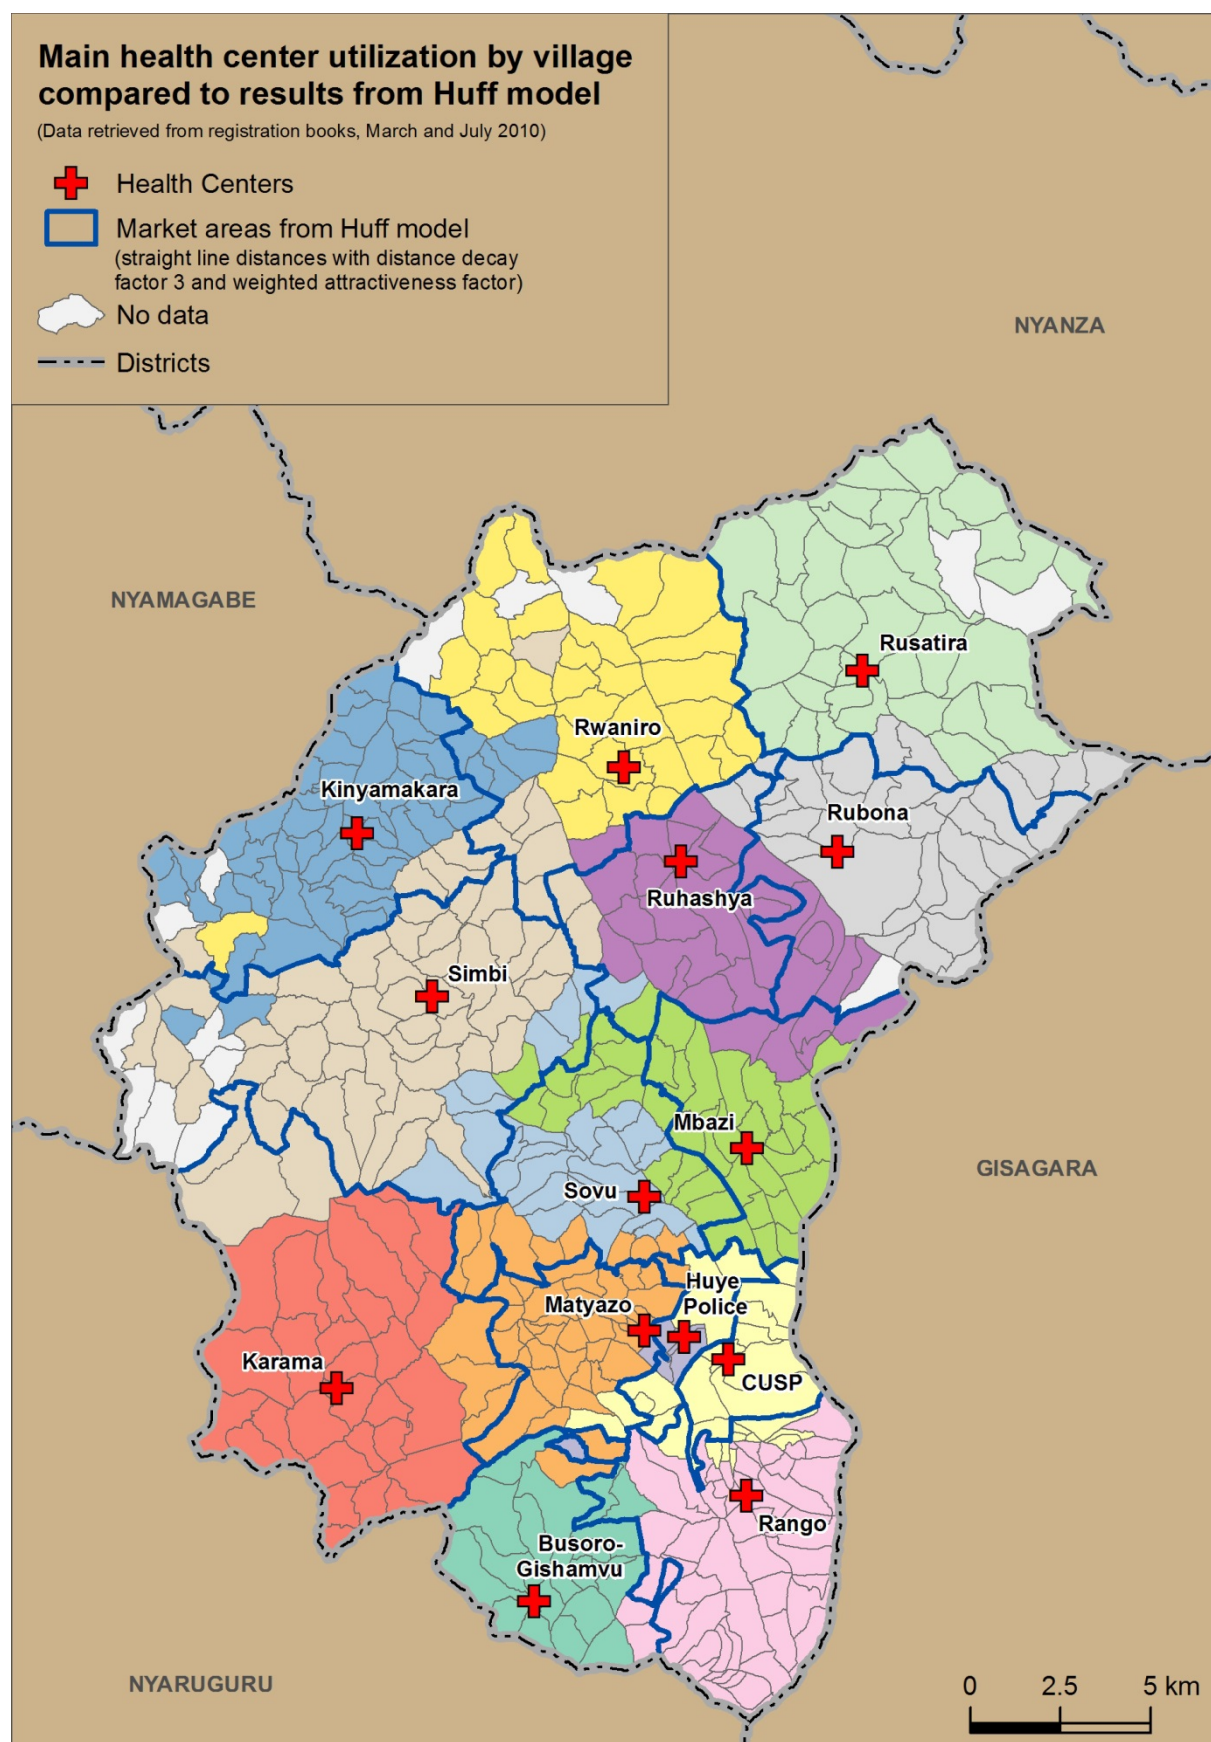 Main health center utilization by village
compared to results from Huff model
(Data retrieved from registration books, March and July 2010)
Health Centers
Market areas from Huff model
(straight line distances with distance decay
factor 3 and weighted attractiveness factor)
No data
Districts
NYANZA
NYAMAGABE
Rusatira
Rwaniro
Kinyamakara
Rubona
Ruhashya
Simbi
Mbazi
GISAGARA
Sovu
Huye
Police
Matyazo
Karama
CUSP
Rango
Busoro-
Gishamvu
NYARUGURU
0 2.5 5 km